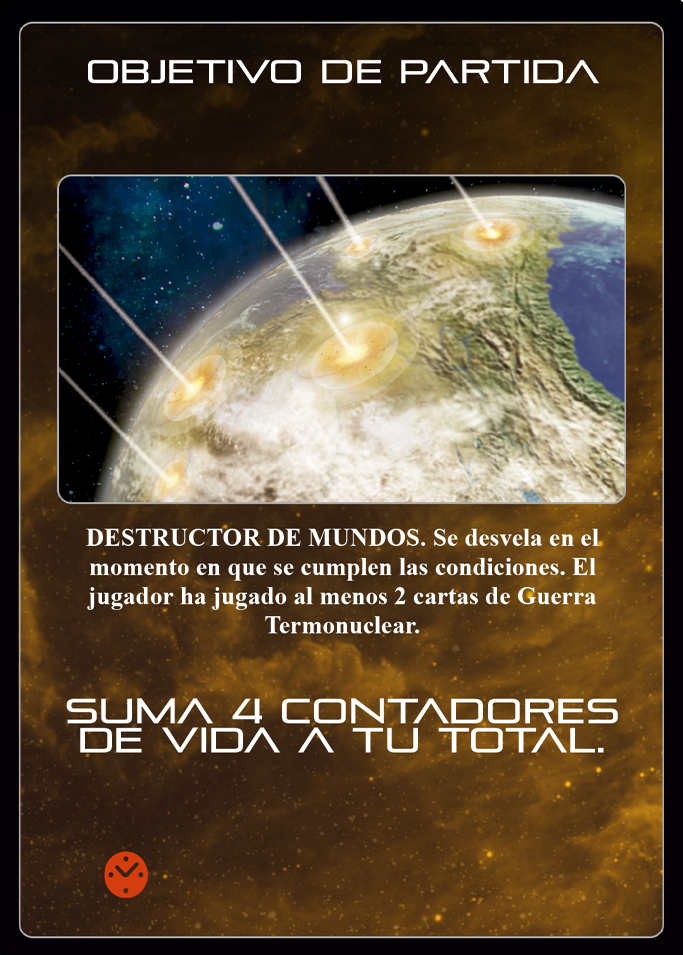 OBJETIVO DE PARTIDA
DESTRUCTOR DE MUNDOS. Se desvela en el
momento en que se cumplen las condiciones. El
jugador ha jugado al menos 2 cartas de Guerra
Termonuclear.
SUMA 4 CONTADORES
DE VIDA A TU TOTAL.